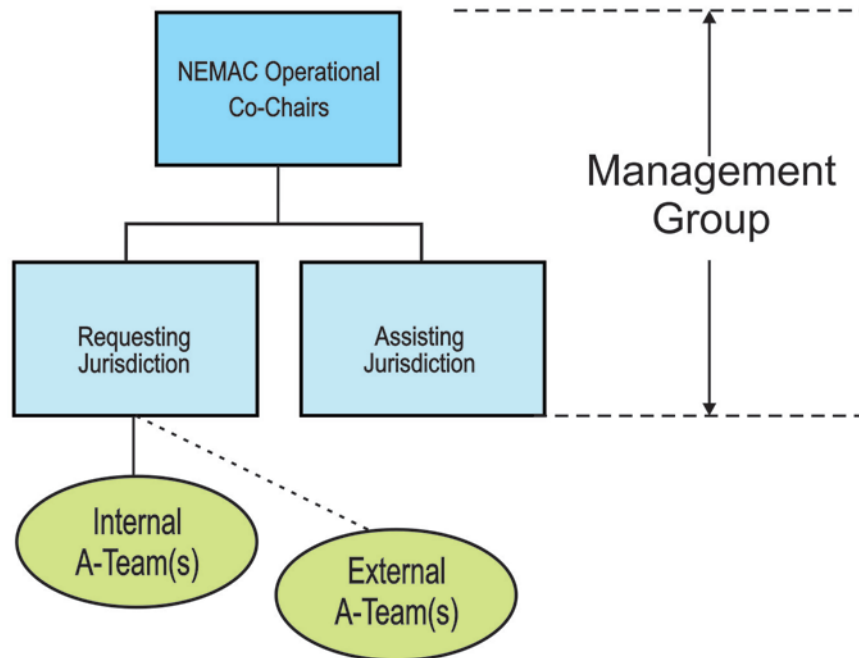 NEMAC Operational
Co-Chairs
Management
Group
Requesting
Jurisdiction
Assisting
Jurisdiction
Internal
A-Team(s)
External
A-Team(s)